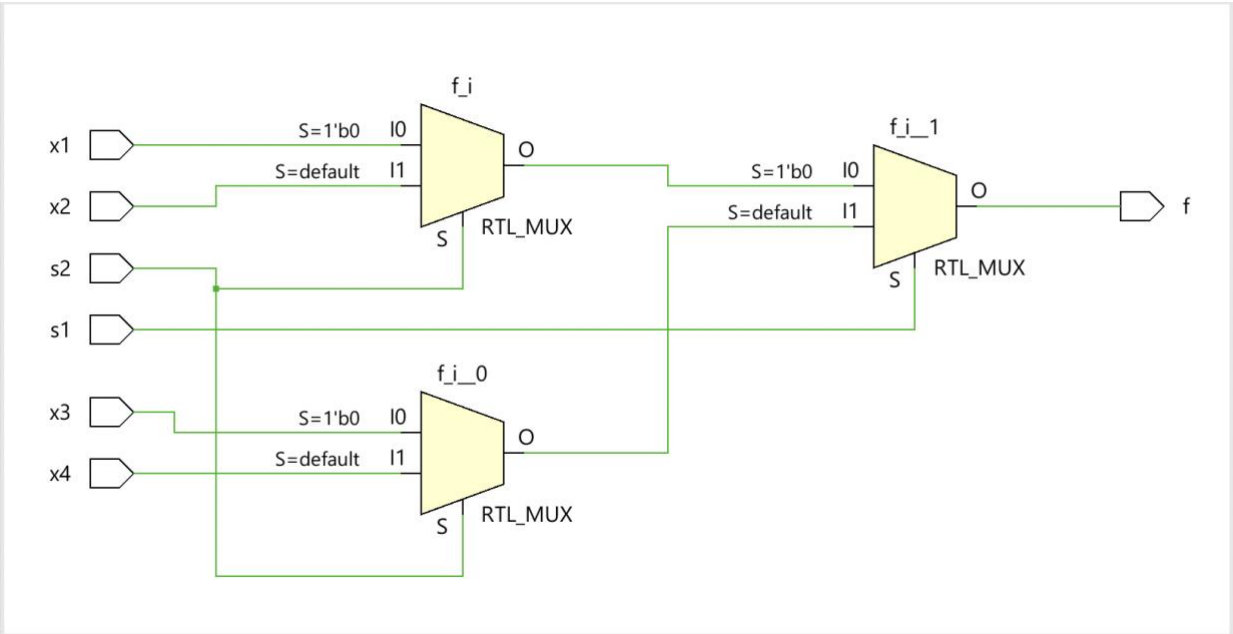 f_i
S=1'b0 I0
x1
O
S=default I1
x2
RTL_MUX
S
f_i__1
S=1'b0 I0
O
S=default I1
f
RTL_MUX
S
s2
s1
f_i__0
S=1'b0 I0
x3
O
S=default I1
x4
RTL_MUX
S